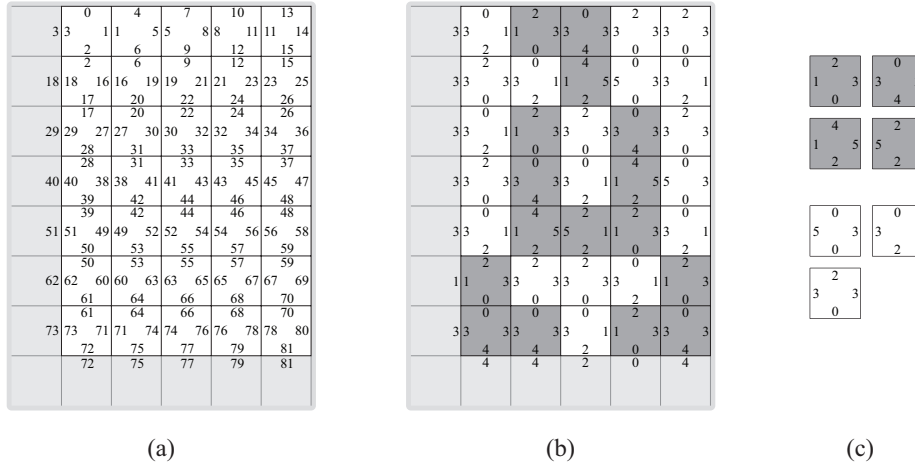 0 4 7 10 13
3 3 1 1 5 5 8 8 11 11 14
2 6 9 12 15
2 6 9 12 15
18 18 16 16 19 19 21 21 23 23 25
17 20 22 24 26
17 20 22 24 26
29 29 27 27 30 30 32 32 34 34 36
28 31 33 35 37
28 31 33 35 37
40 40 38 38 41 41 43 43 45 45 47
39 42 44 46 48
39 42 44 46 48
51 51 49 49 52 52 54 54 56 56 58
50 53 55 57 59
50 53 55 57 59
62 62 60 60 63 63 65 65 67 67 69
61 64 66 68 70
61 64 66 68 70
73 73 71 71 74 74 76 76 78 78 80
72 75 77 79 81
72 75 77 79 81
(a)
0 2 0 2 2
3 3 1 1 3 3 3 3 3 3 3
2 0 4 0 0
2 0 4 0 0
3 3 3 3 1 1 5 5 3 3 1
0 2 2 0 2
0 2 2 0 2
3 3 1 1 3 3 3 3 3 3 3
2 0 0 4 0
2 0 0 4 0
3 3 3 3 3 3 1 1 5 5 3
0 4 2 2 0
0 4 2 2 0
3 3 1 1 5 5 1 1 3 3 1
2 2 2 0 2
2 2 2 0 2
1 1 3 3 3 3 3 3 1 1 3
0 0 0 2 0
0 0 0 2 0
3 3 3 3 3 3 1 1 3 3 3
4 4 2 0 4
4 4 2 0 4
(b)
2 0
1 3 3
0 4
4 2
1 5 5
2 2
0 0
5 3 3
0 2
2
3 3
0
(c)